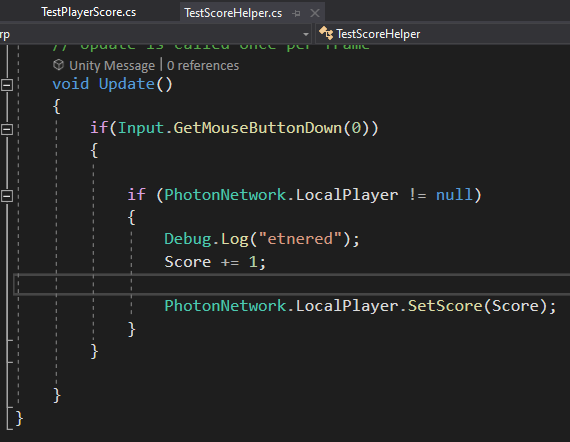 TestPlayerScore.cs TestScoreHelper.cs
rp TestScoreHelper
// Update is called once per frame
Unity Message | 0 references
void Update()
{
if(Input.GetMouseButtonDown(0))
{
if (PhotonNetwork.LocalPlayer != null)
{
Debug.Log("etnered");
Score += 1;
PhotonNetwork.LocalPlayer.SetScore(Score);
}
}
}
}